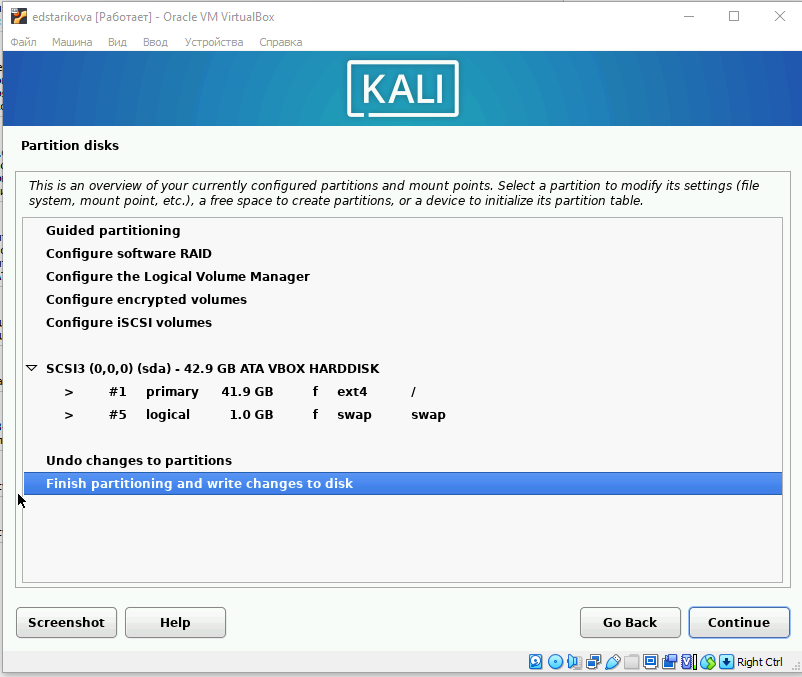 edstarikova [Работает] - Oracle VM VirtualBox
Файл Машина Вид Ввод Устройства Справка
KALI
Partition disks
This is an overview of your currently configured partitions and mount points. Select a partition to modify its settings (file
system, mount point, etc.), a free space to create partitions, or a device to initialize its partition table.
Guided partitioning
Configure software RAID
Configure the Logical Volume Manager
Configure encrypted volumes
Configure iSCSI volumes
SCSI3 (0,0,0) (sda) - 42.9 GB ATA VBOX HARDDISK
> #1 primary 41.9 GB f ext4 /
> #5 logical 1.0 GB f swap swap
Undo changes to partitions
Finish partitioning and write changes to disk
Screenshot Help Go Back Continue
Right Ctrl